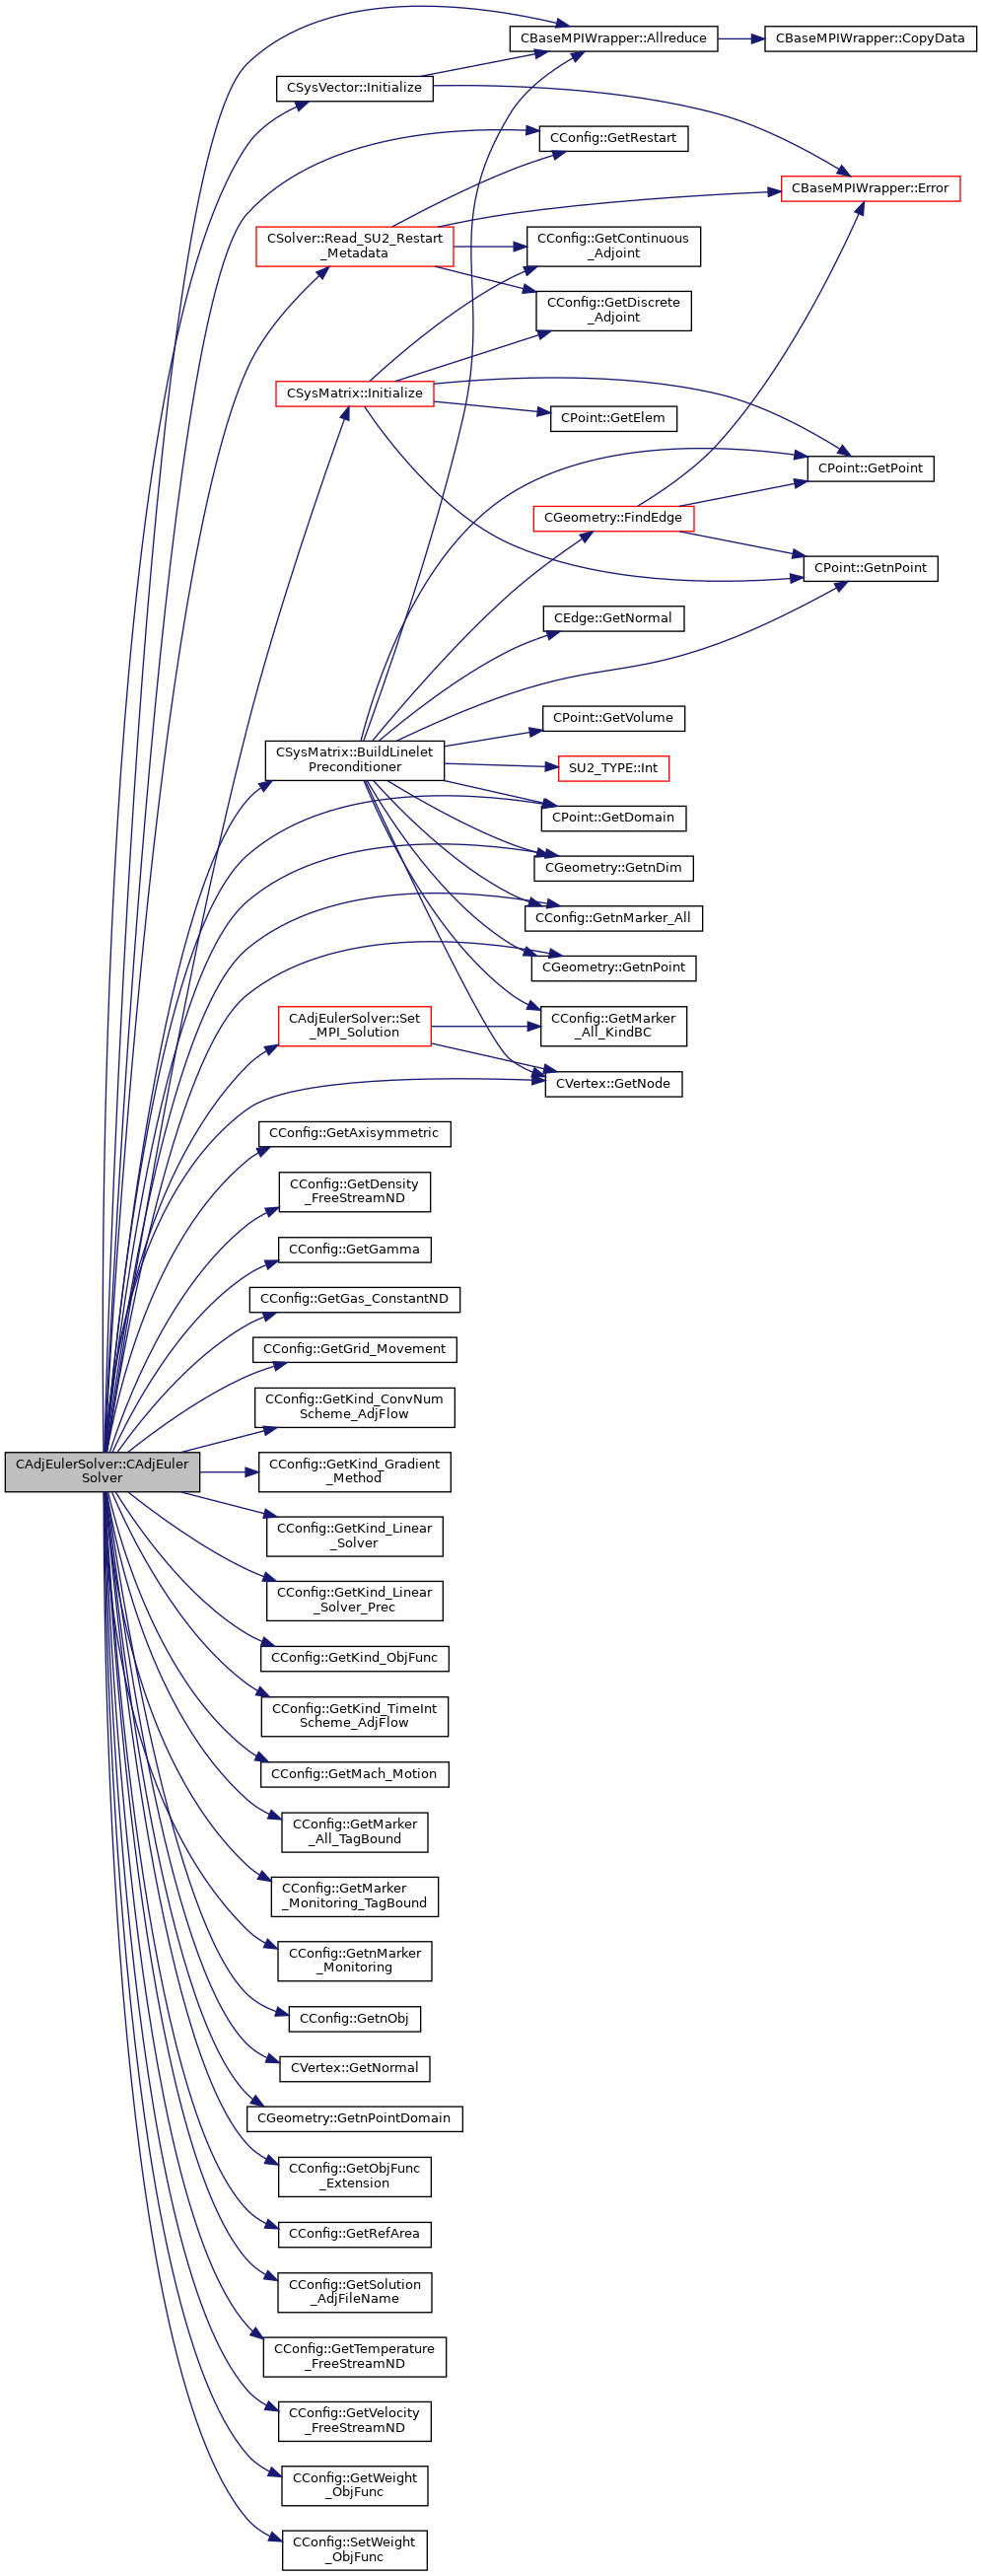 CBaseMPIWrapper::Allreduce
CBaseMPIWrapper::CopyData
CSysVector::Initialize
CConfig::GetRestart
CBaseMPIWrapper::Error
CSolver::Read_SU2_Restart
_Metadata
CConfig::GetContinuous
_Adjoint
CConfig::GetDiscrete
_Adjoint
CSysMatrix::Initialize
CPoint::GetElem
CPoint::GetPoint
CGeometry::FindEdge
CPoint::GetnPoint
CEdge::GetNormal
CPoint::GetVolume
CSysMatrix::BuildLinelet
Preconditioner
SU2_TYPE::Int
CPoint::GetDomain
CGeometry::GetnDim
CConfig::GetnMarker_All
CGeometry::GetnPoint
CAdjEulerSolver::Set
_MPI_Solution
CConfig::GetMarker
_All_KindBC
CVertex::GetNode
CConfig::GetAxisymmetric
CConfig::GetDensity
_FreeStreamND
CConfig::GetGamma
CConfig::GetGas_ConstantND
CConfig::GetGrid_Movement
CConfig::GetKind_ConvNum
Scheme_AdjFlow
CAdjEulerSolver::CAdjEuler
Solver
CConfig::GetKind_Gradient
_Method
CConfig::GetKind_Linear
_Solver
CConfig::GetKind_Linear
_Solver_Prec
CConfig::GetKind_ObjFunc
CConfig::GetKind_TimeInt
Scheme_AdjFlow
CConfig::GetMach_Motion
CConfig::GetMarker
_All_TagBound
CConfig::GetMarker
_Monitoring_TagBound
CConfig::GetnMarker
_Monitoring
CConfig::GetnObj
CVertex::GetNormal
CGeometry::GetnPointDomain
CConfig::GetObjFunc
_Extension
CConfig::GetRefArea
CConfig::GetSolution
_AdjFileName
CConfig::GetTemperature
_FreeStreamND
CConfig::GetVelocity
_FreeStreamND
CConfig::GetWeight
_ObjFunc
CConfig::SetWeight
_ObjFunc